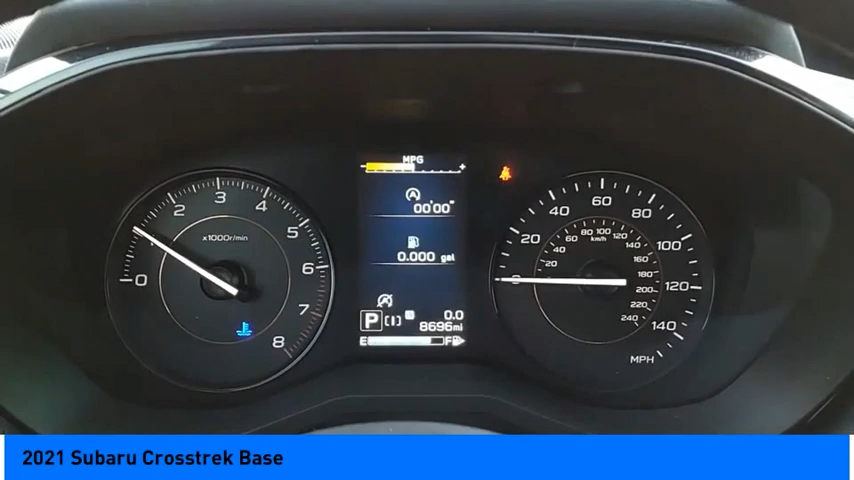 MPG
- +
00'00"
0.000 gal
P [I] 0.0
8696mi
E F
0 1 2 3 4 5 6 7 8
x1000r/min
0 20 40 60 80 100 120 140
MPH
20 40 60 80 100 120 140 160 180 200 220 240
km/h
2021 Subaru Crosstrek Base